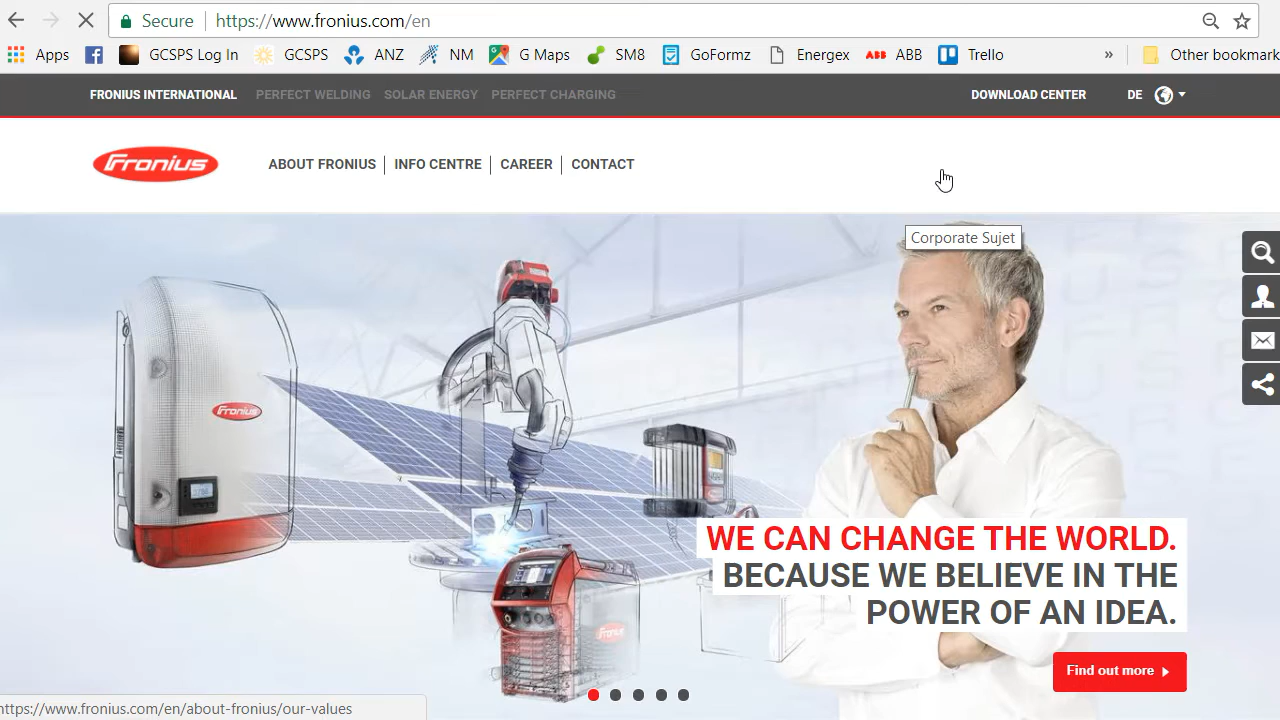 Secure https://www.fronius.com/en
Apps GCSPS Log In GCSPS ANZ NM G Maps SM8 GoFormz Energex ABB ABB Trello » Other bookmark
FRONIUS INTERNATIONAL PERFECT WELDING SOLAR ENERGY PERFECT CHARGING DOWNLOAD CENTER DE
Fronius ABOUT FRONIUS INFO CENTRE CAREER CONTACT
Corporate Sujet
Fronius
WE CAN CHANGE THE WORLD.
BECAUSE WE BELIEVE IN THE
POWER OF AN IDEA.
Fronius
Find out more
https://www.fronius.com/en/about-fronius/our-values